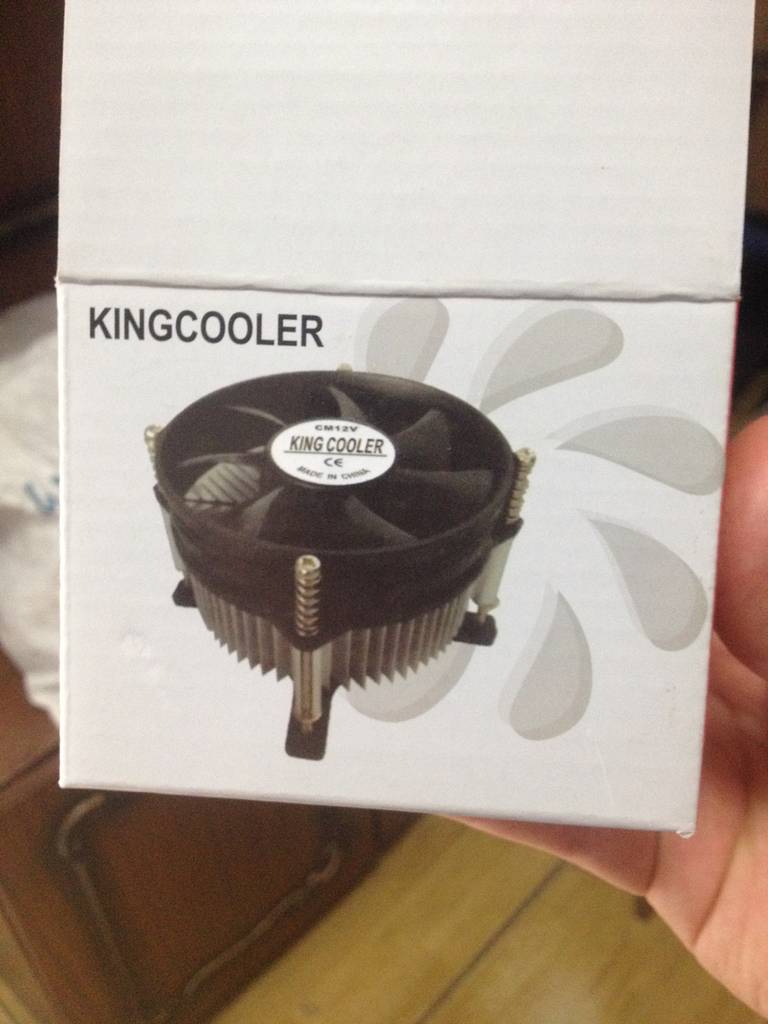 KINGCOOLER
CM12V
KING COOLER
CE
MADE IN CHINA